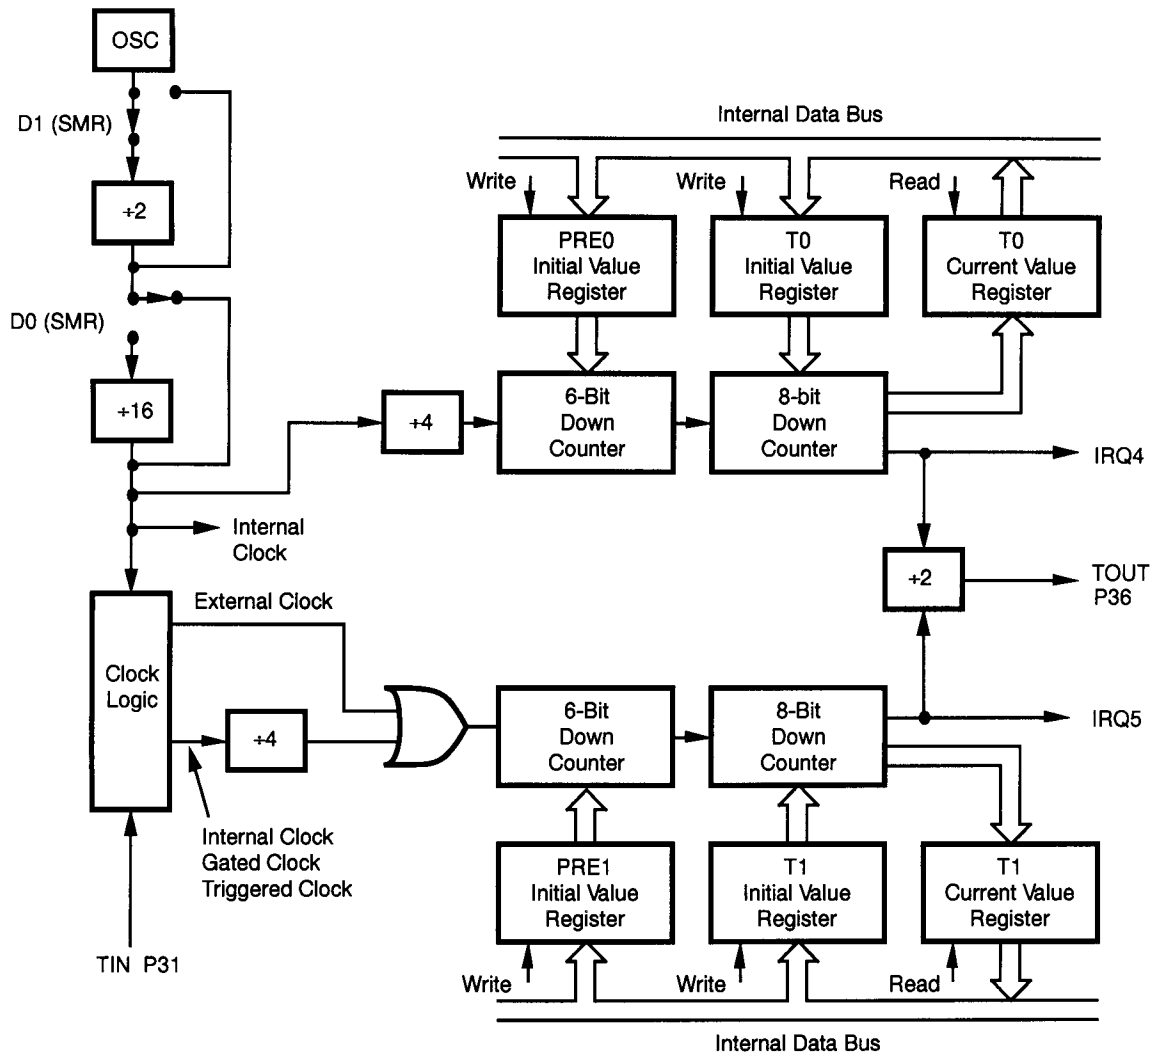 OSC
D1 (SMR)
÷2
D0 (SMR)
÷16
Internal
Clock
÷4
Internal Data Bus
Write
Write
Read
PRE0
Initial Value
Register
T0
Initial Value
Register
T0
Current Value
Register
6-Bit
Down
Counter
8-bit
Down
Counter
IRQ4
÷2
TOUT
P36
External Clock
Clock
Logic
÷4
Internal Clock
Gated Clock
Triggered Clock
TIN P31
6-Bit
Down
Counter
8-Bit
Down
Counter
IRQ5
PRE1
Initial Value
Register
T1
Initial Value
Register
T1
Current Value
Register
Write
Write
Read
Internal Data Bus